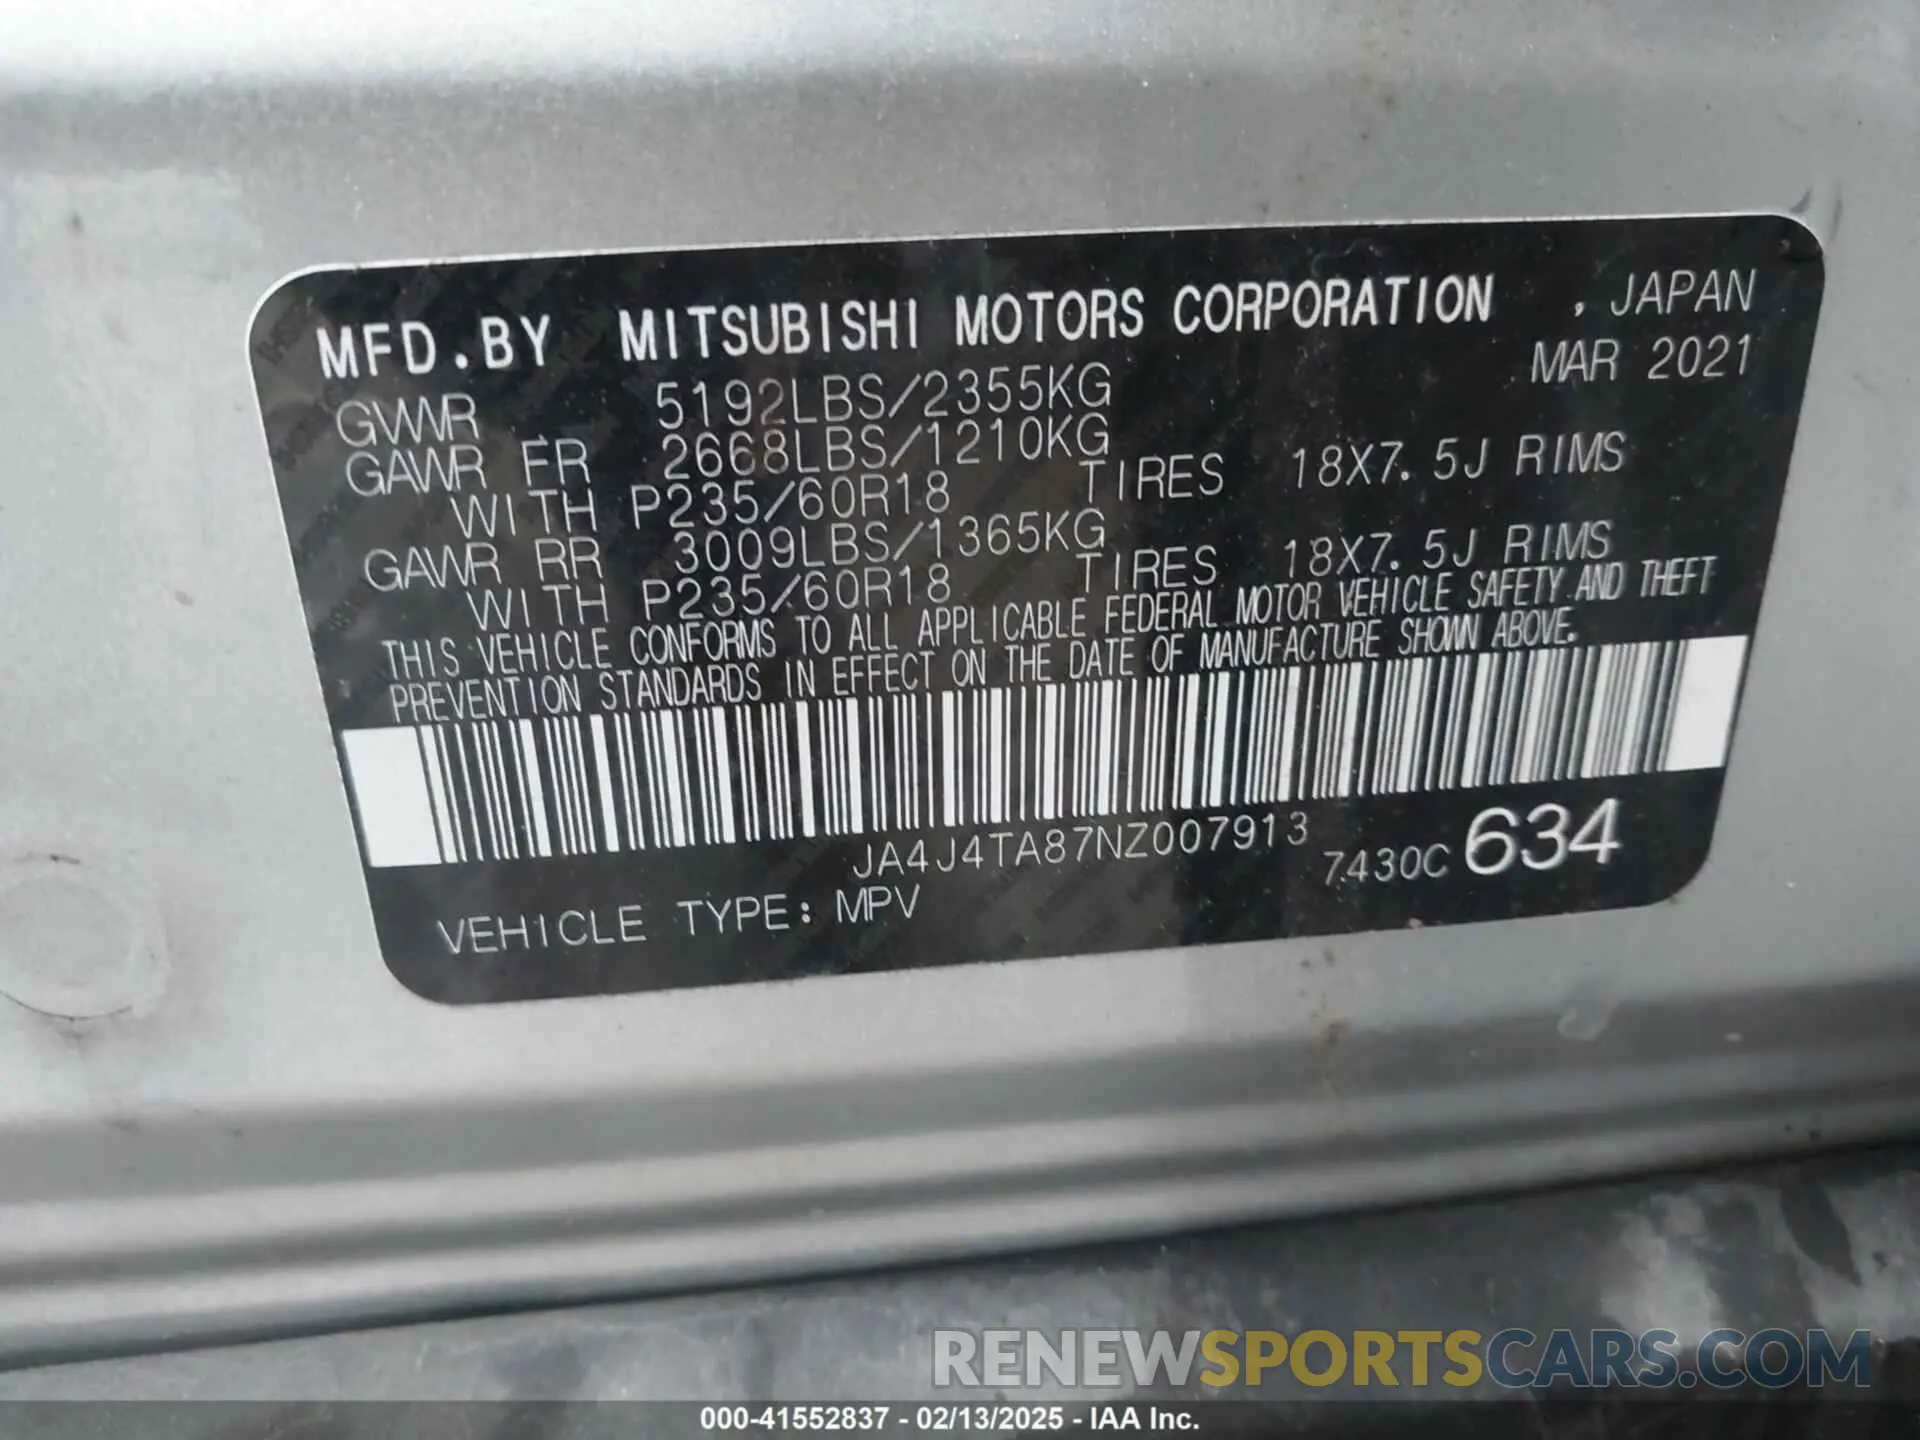 MFD.BY MITSUBISHI MOTORS CORPORATION , JAPAN
MAR 2021
GVWR 5192LBS/2355KG
GAWR FR 2668LBS/1210KG
WITH P235/60R18 TIRES 18X7.5J RIMS
GAWR RR 3009LBS/1365KG
WITH P235/60R18 TIRES 18X7.5J RIMS
THIS VEHICLE CONFORMS TO ALL APPLICABLE FEDERAL MOTOR VEHICLE SAFETY AND THEFT
PREVENTION STANDARDS IN EFFECT ON THE DATE OF MANUFACTURE SHOWN ABOVE.
JA4J4TA87NZ007913
7430C 634
VEHICLE TYPE: MPV
RENEWSPORTSCARS.COM
000-41552837 - 02/13/2025 - IAA Inc.